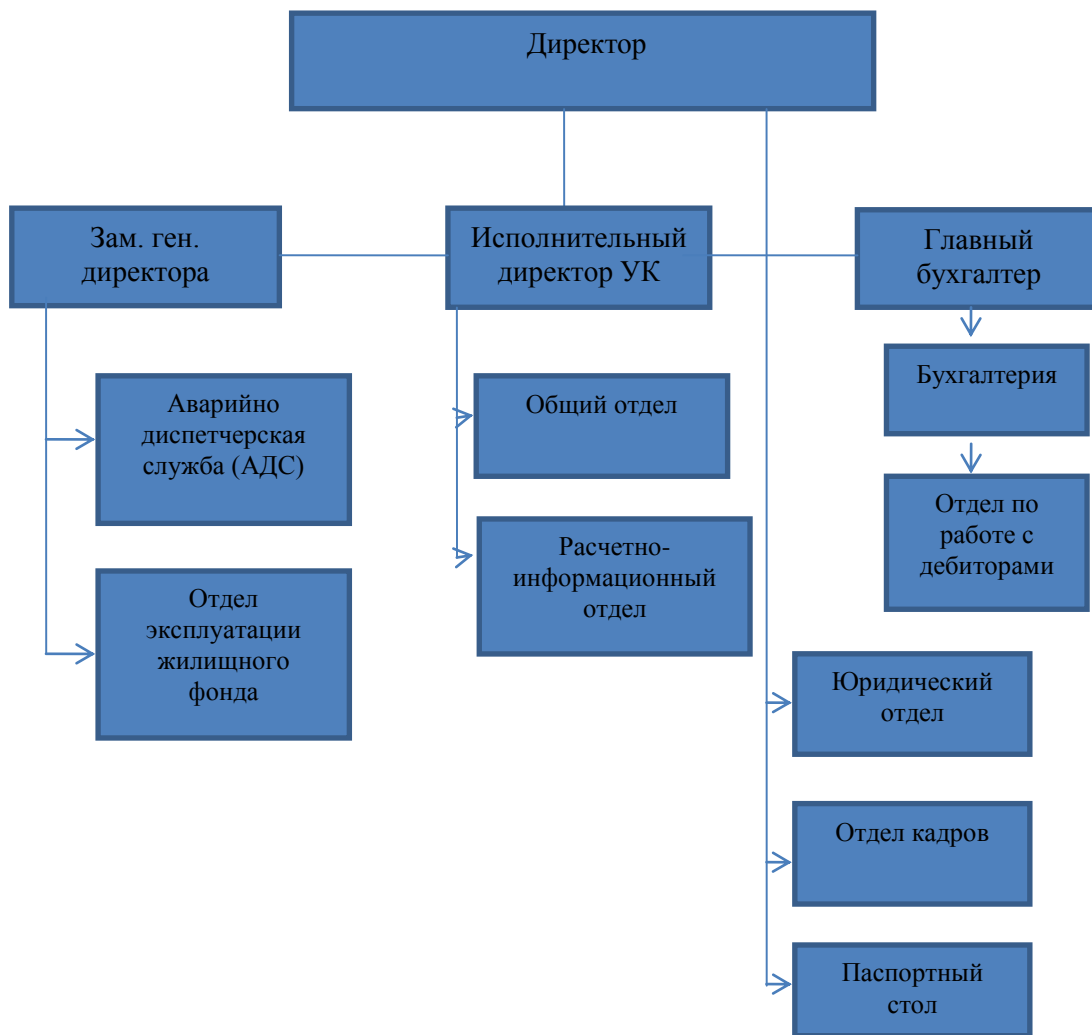 Директор
Зам. ген.
директора
Исполнительный
директор УК
Главный
бухгалтер
Аварийно
диспетчерская
служба (АДС)
Общий отдел
Бухгалтерия
Отдел по
работе с
дебиторами
Расчетно-
информационный
отдел
Отдел
эксплуатации
жилищного
фонда
Юридический
отдел
Отдел кадров
Паспортный
стол